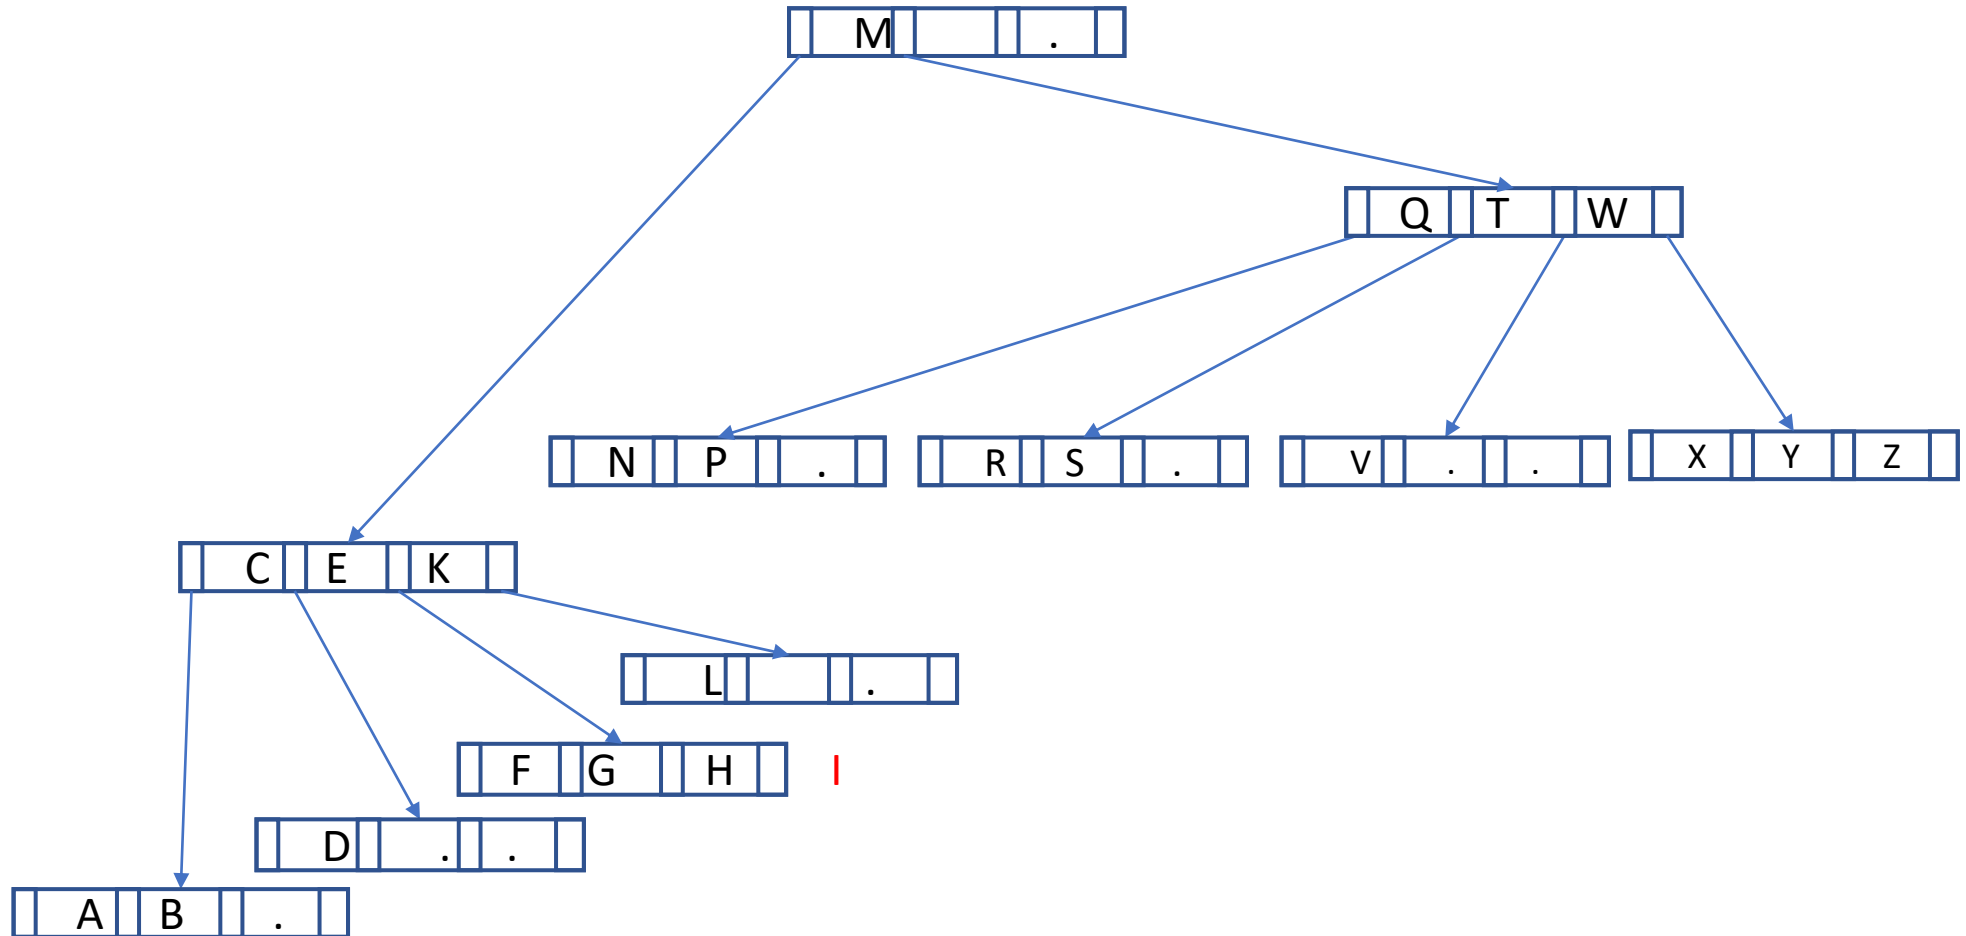 M .
Q T W
N P .
R S .
V . .
X Y Z
C E K
L .
F G H I
D . .
A B .